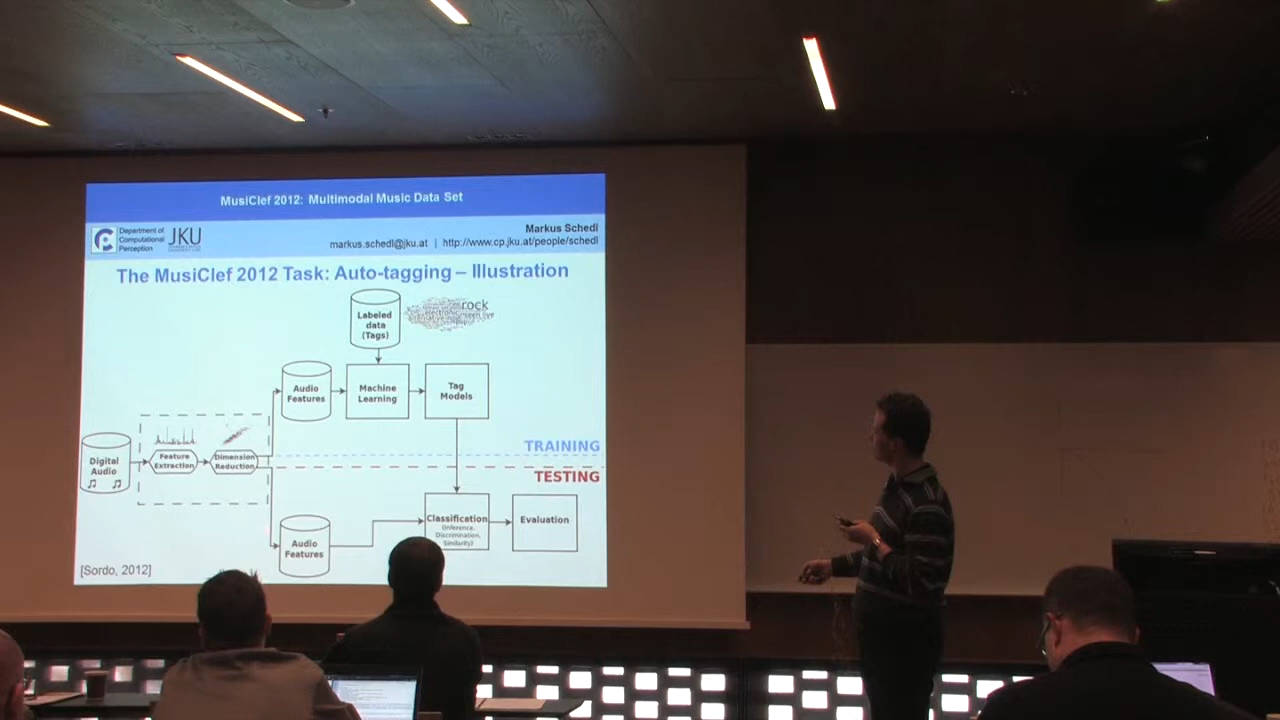 MusiClef 2012: Multimodal Music Data Set
Department of
Computational
Perception
JKU
Markus Schedl
markus.schedl@jku.at | http://www.cp.jku.at/people/schedl
The MusiClef 2012 Task: Auto-tagging – Illustration
Labeled
data
(Tags)
rock
Audio
Features
Machine
Learning
Tag
Models
TRAINING
Digital
Audio
Feature
Extraction
Dimension
Reduction
TESTING
Audio
Features
Classification
(Inference,
Discrimination,
Similarity)
Evaluation
[Sordo, 2012]